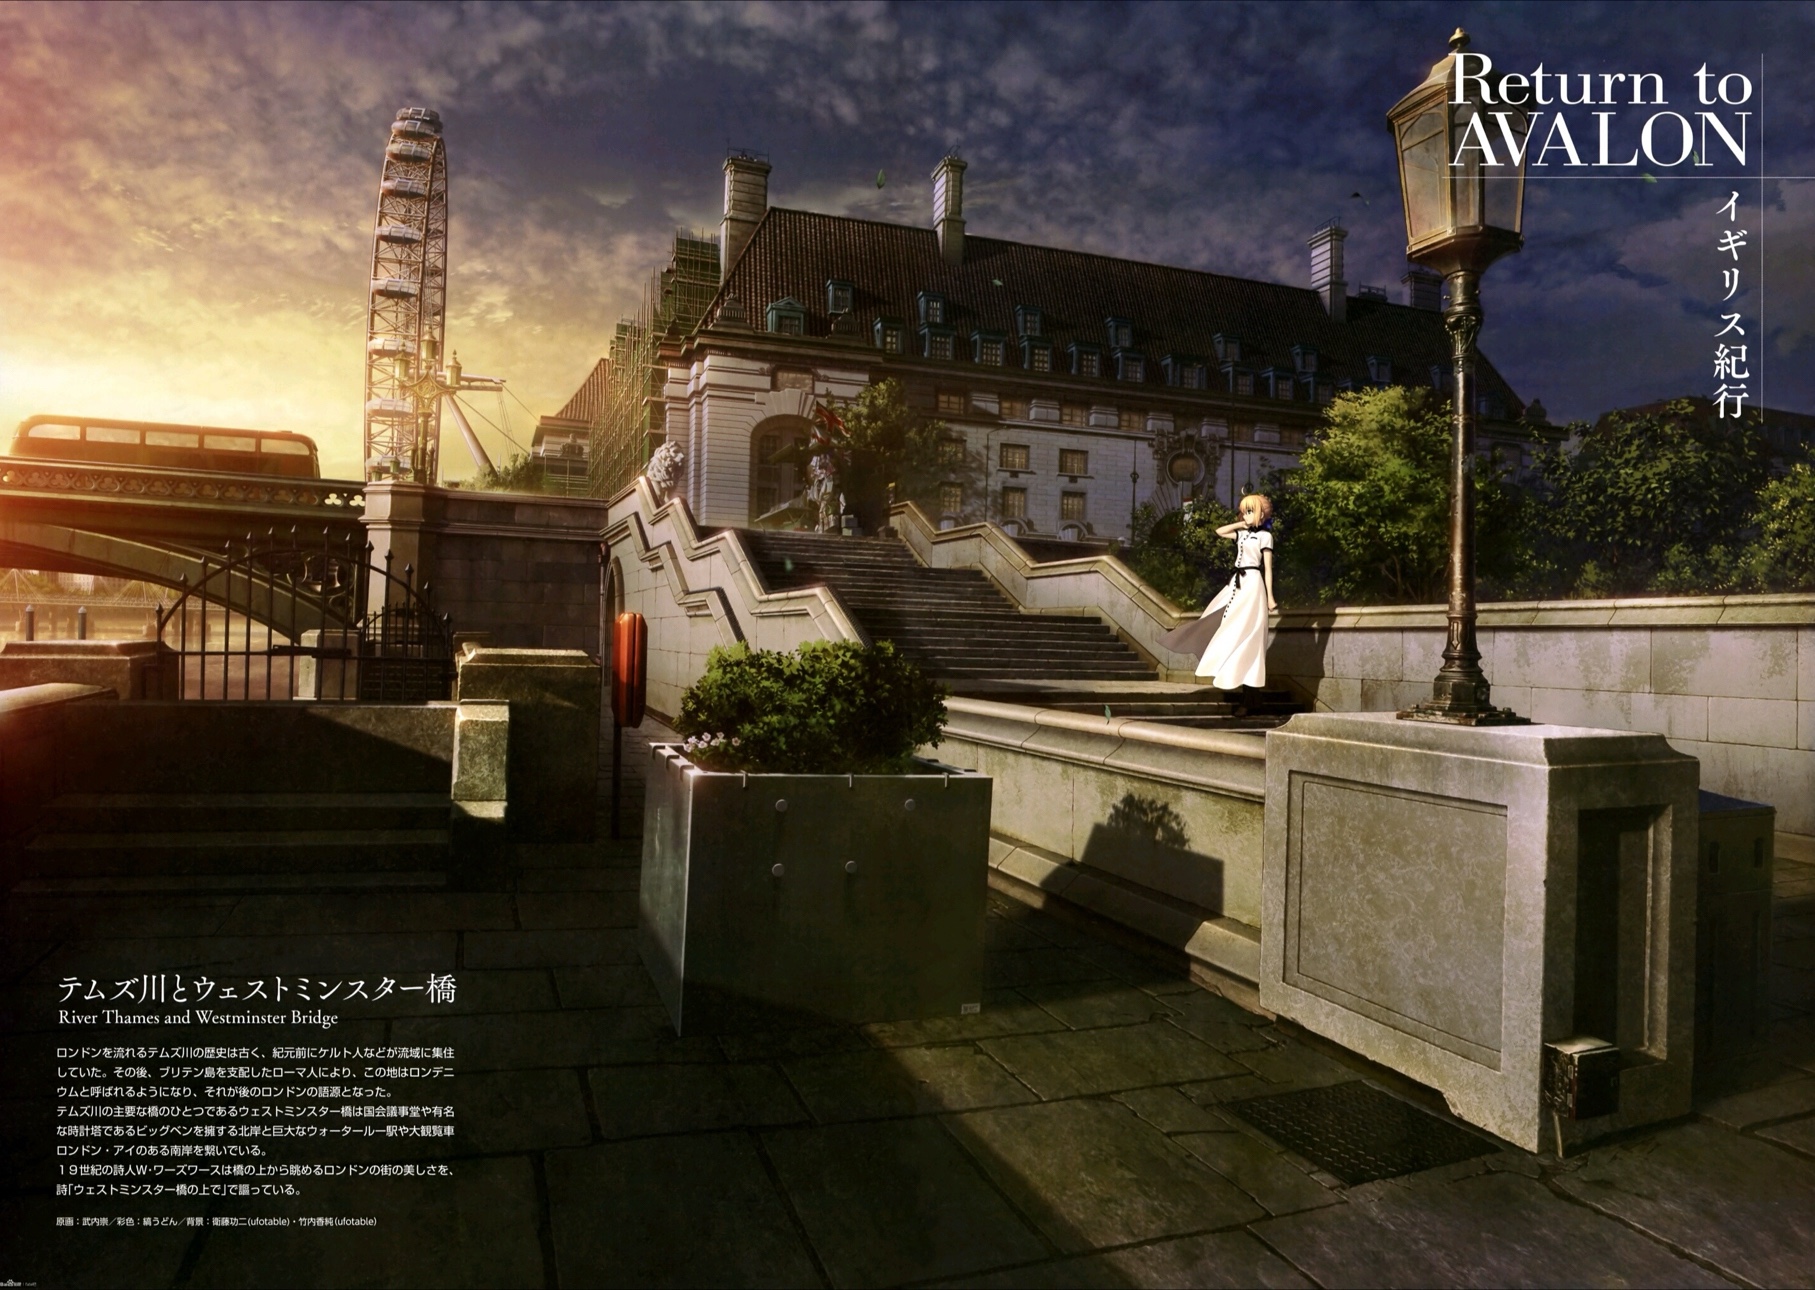 Return to
AVALON
イギリス紀行
テムズ川とウェストミンスター橋
River Thames and Westminster Bridge
ロンドンを流れるテムズ川の歴史は古く、紀元前にケルト人などが流域に集住
していた。その後、ブリテン島を支配したローマ人により、この地はロンデニ
ウムと呼ばれるようになり、それが後のロンドンの語源となった。
テムズ川の主要な橋のひとつであるウェストミンスター橋は国会議事堂や有名
な時計塔であるビッグベンを擁する北岸と巨大なウォータールー駅や大観覧車
ロンドン・アイのある南岸を繋いでいる。
１９世紀の詩人W・ワーズワースは橋の上から眺めるロンドンの街の美しさを、
詩「ウェストミンスター橋の上で」で謳っている。
原画：武内崇／彩色：縞うどん／背景：衛藤功二(ufotable)・竹内香純(ufotable)